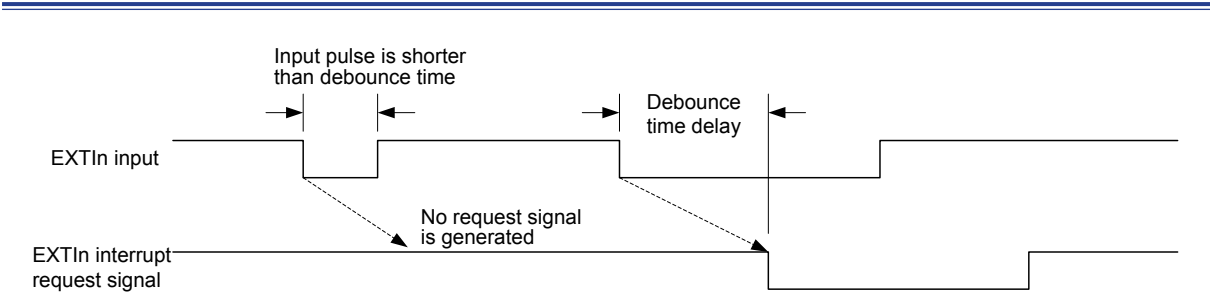 Input pulse is shorter
than debounce time
Debounce
time delay
EXTIn input
No request signal
is generated
EXTIn interrupt
request signal